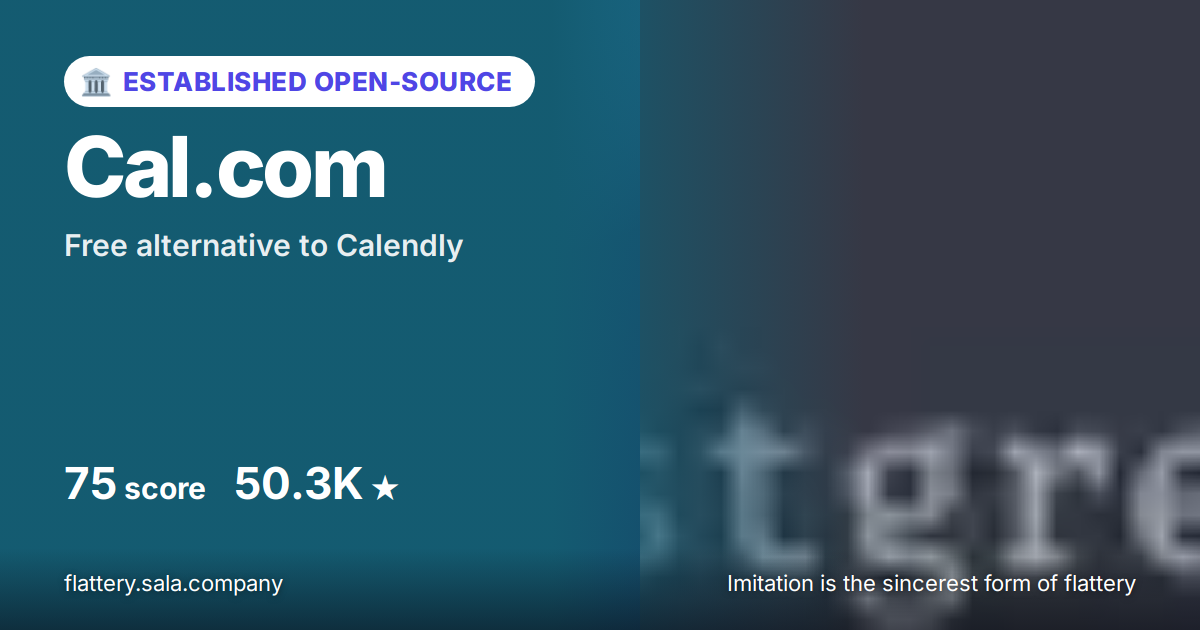 🏛️ ESTABLISHED OPEN-SOURCE
Cal.com
Free alternative to Calendly
75 score 50.3K ★
stgre
flattery.sala.company
Imitation is the sincerest form of flattery